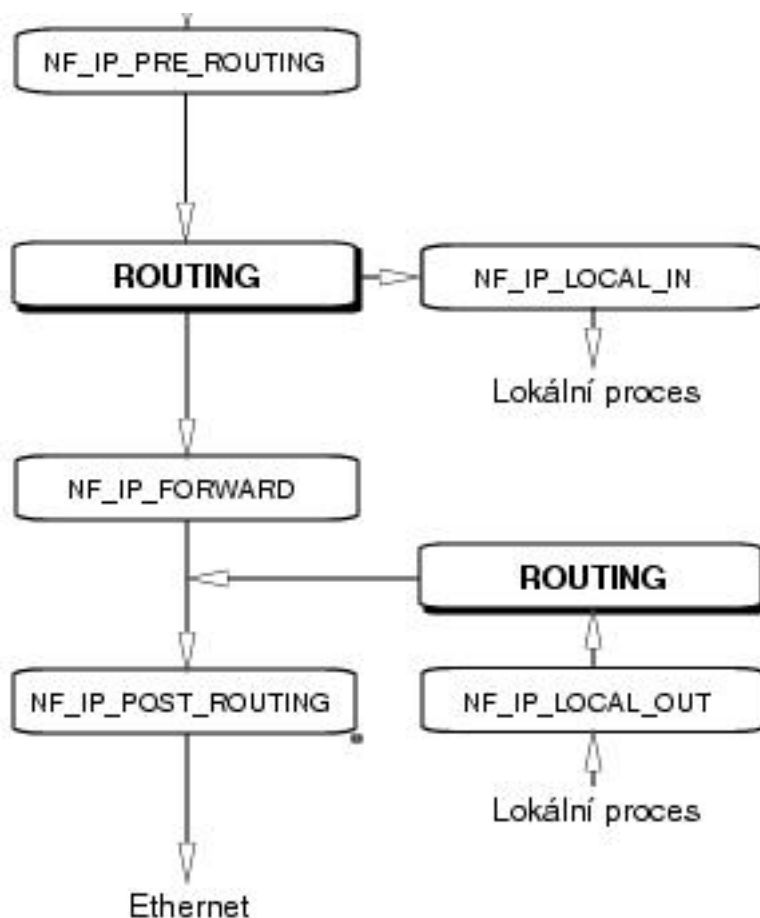 NF_IP_PRE_ROUTING
ROUTING
NF_IP_LOCAL_IN
Lokální proces
NF_IP_FORWARD
ROUTING
NF_IP_POST_ROUTING
NF_IP_LOCAL_OUT
Lokální proces
Ethernet